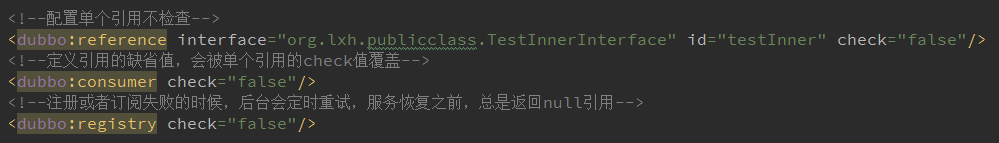 <!--配置单个引用不检查-->
<dubbo:reference interface="org.lxh.publicclass.TestInnerInterface" id="testInner" check="false"/>
<!--定义引用的缺省值，会被单个引用的check值覆盖-->
<dubbo:consumer check="false"/>
<!--注册或者订阅失败的时候，后台会定时重试，服务恢复之前，总是返回null引用-->
<dubbo:registry check="false"/>